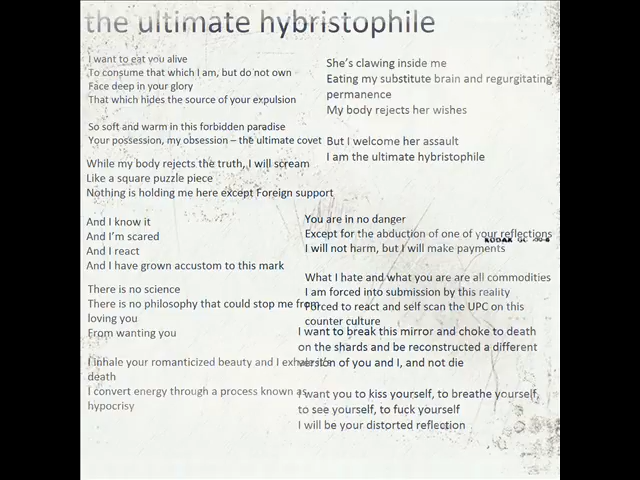 the ultimate hybristophile
I want to eat you alive
To consume that which I am, but do not own
Face deep in your glory
That which hides the source of your expulsion
So soft and warm in this forbidden paradise
Your possession, my obsession – the ultimate covet
While my body rejects the truth, I will scream
Like a square puzzle piece
Nothing is holding me here except Foreign support
And I know it
And I'm scared
And I react
And I have grown accustom to this mark
There is no science
There is no philosophy that could stop me from
loving you
From wanting you
I inhale your romanticized beauty and I exhale it's
death
I convert energy through a process known as
hypocrisy
She's clawing inside me
Eating my substitute brain and regurgitating
permanence
My body rejects her wishes
But I welcome her assault
I am the ultimate hybristophile
You are in no danger
Except for the abduction of one of your reflections
I will not harm, but I will make payments
KODAK
What I hate and what you are are all commodities
I am forced into submission by this reality
Forced to react and self scan the UPC on this
counter culture
I want to break this mirror and choke to death
on the shards and be reconstructed a different
version of you and I, and not die
I want you to kiss yourself, to breathe yourself,
to see yourself, to fuck yourself
I will be your distorted reflection